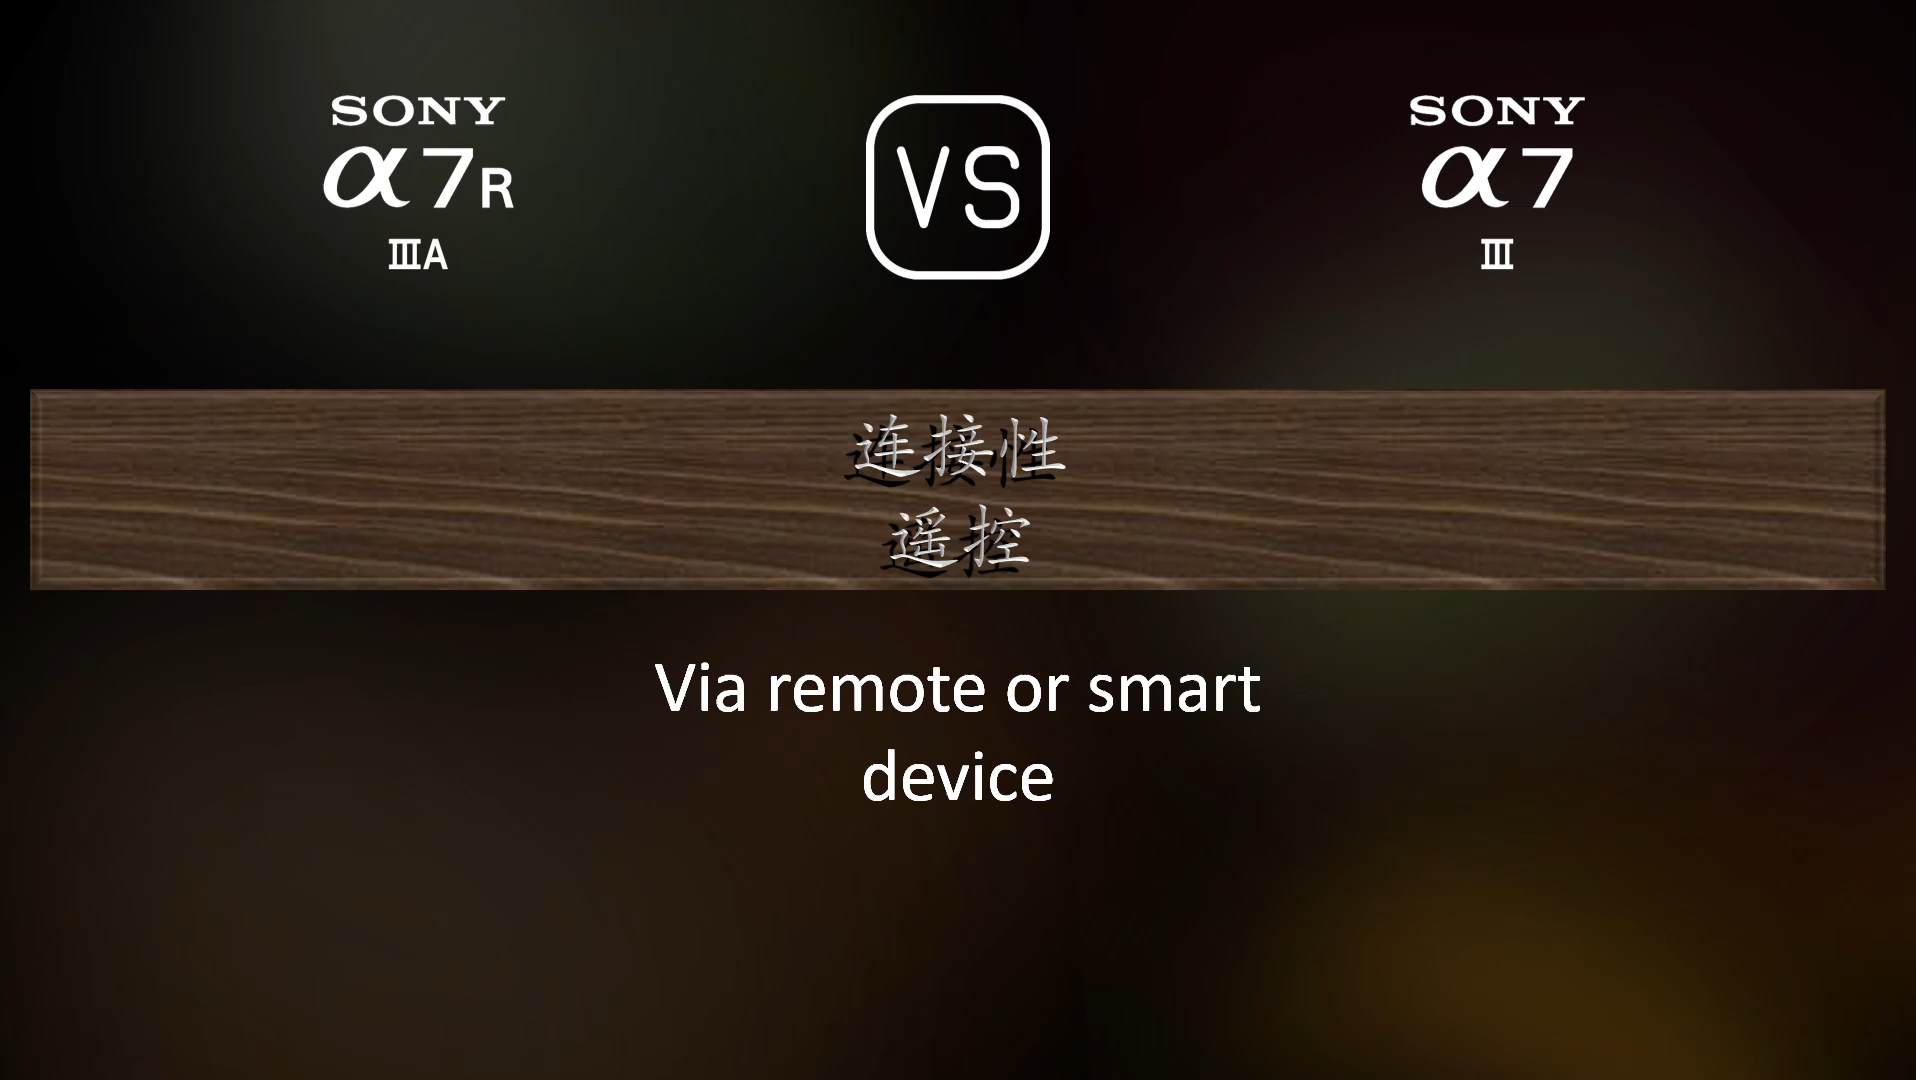 SONY
α7R
ⅢA
VS
SONY
α7
Ⅲ
连接性
遥控
Via remote or smart
device